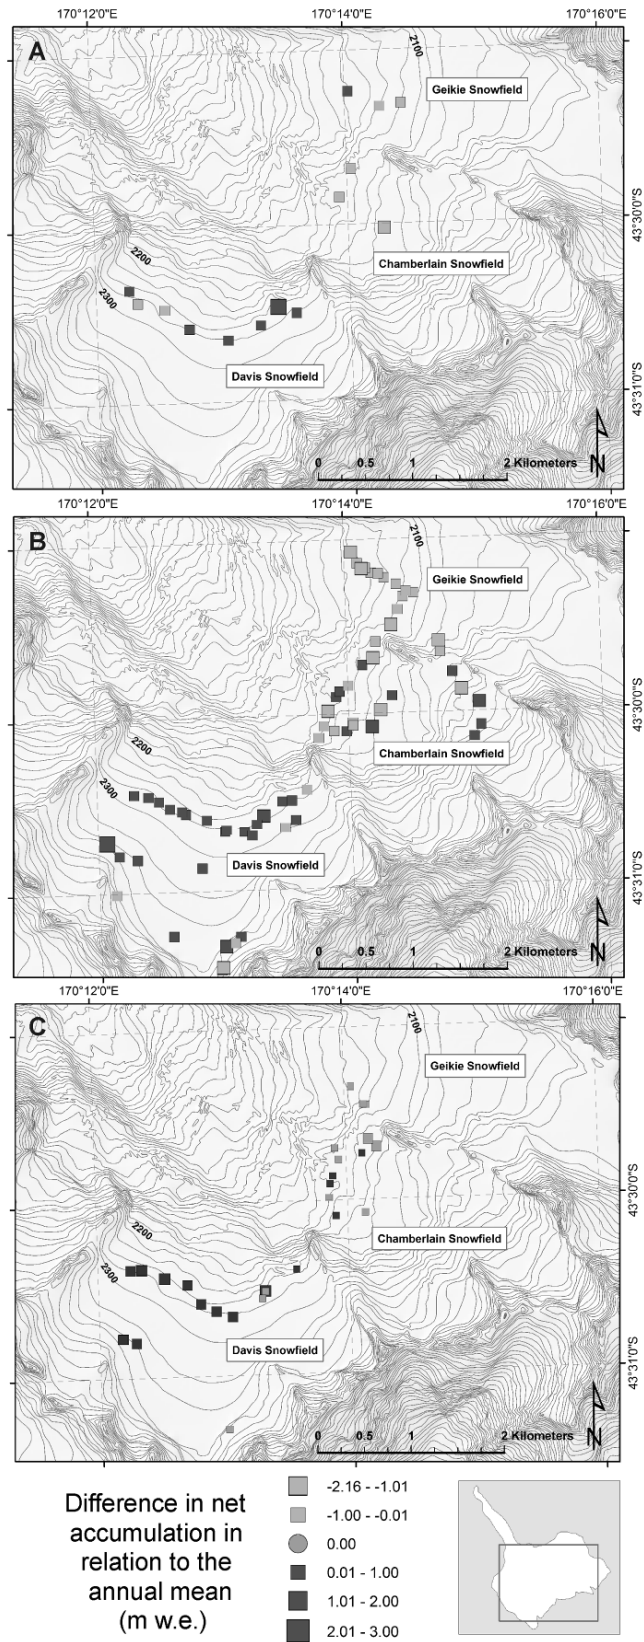 170°12'0"E 170°14'0"E 170°16'0"E
A
2100
Geikie Snowfield
43°30'0"S
2200
Chamberlain Snowfield
2300
Davis Snowfield
43°31'0"S
0 0.5 1 2 Kilometers
N
170°12'0"E 170°14'0"E 170°16'0"E
B
2100
Geikie Snowfield
43°30'0"S
2200
Chamberlain Snowfield
2300
Davis Snowfield
43°31'0"S
0 0.5 1 2 Kilometers
N
170°12'0"E 170°14'0"E 170°16'0"E
C
2100
Geikie Snowfield
43°30'0"S
2200
Chamberlain Snowfield
2300
Davis Snowfield
43°31'0"S
0 0.5 1 2 Kilometers
N
Difference in net
accumulation in
relation to the
annual mean
(m w.e.)
-2.16 - -1.01
-1.00 - -0.01
0.00
0.01 - 1.00
1.01 - 2.00
2.01 - 3.00